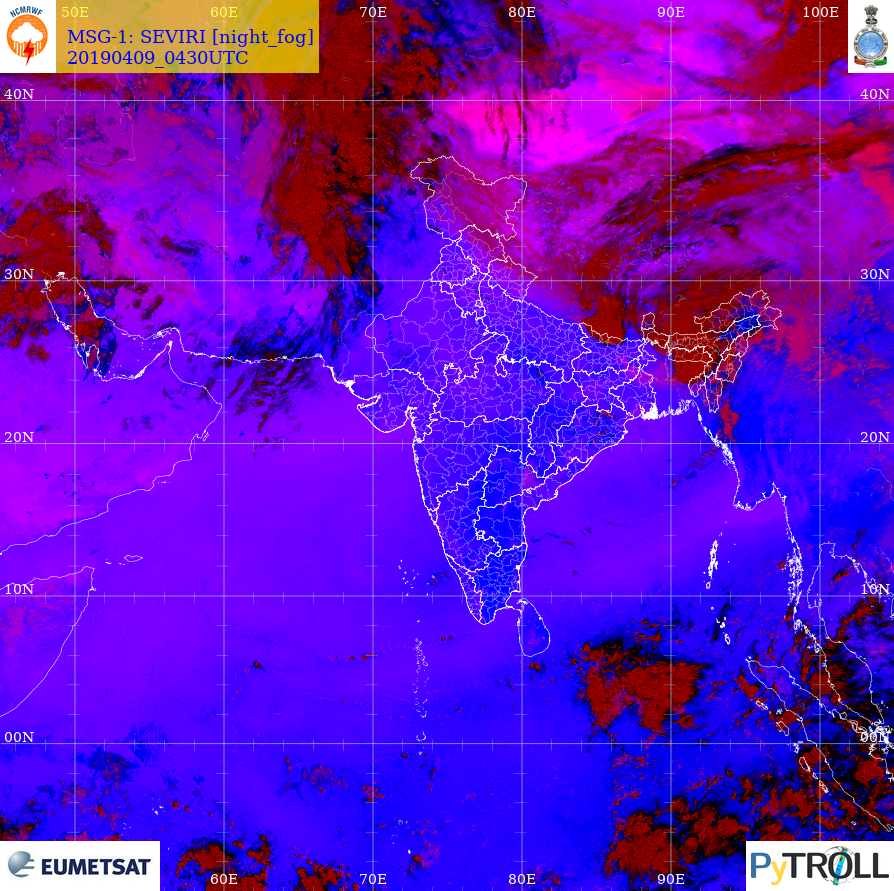 NCMRWF
50E 60E 70E 80E 90E 100E
MSG-1: SEVIRI [night_fog]
20190409_0430UTC
40N 40N
30N 30N
20N 20N
10N 10N
00N 00N
EUMETSAT
PyTROLL
60E 70E 80E 90E